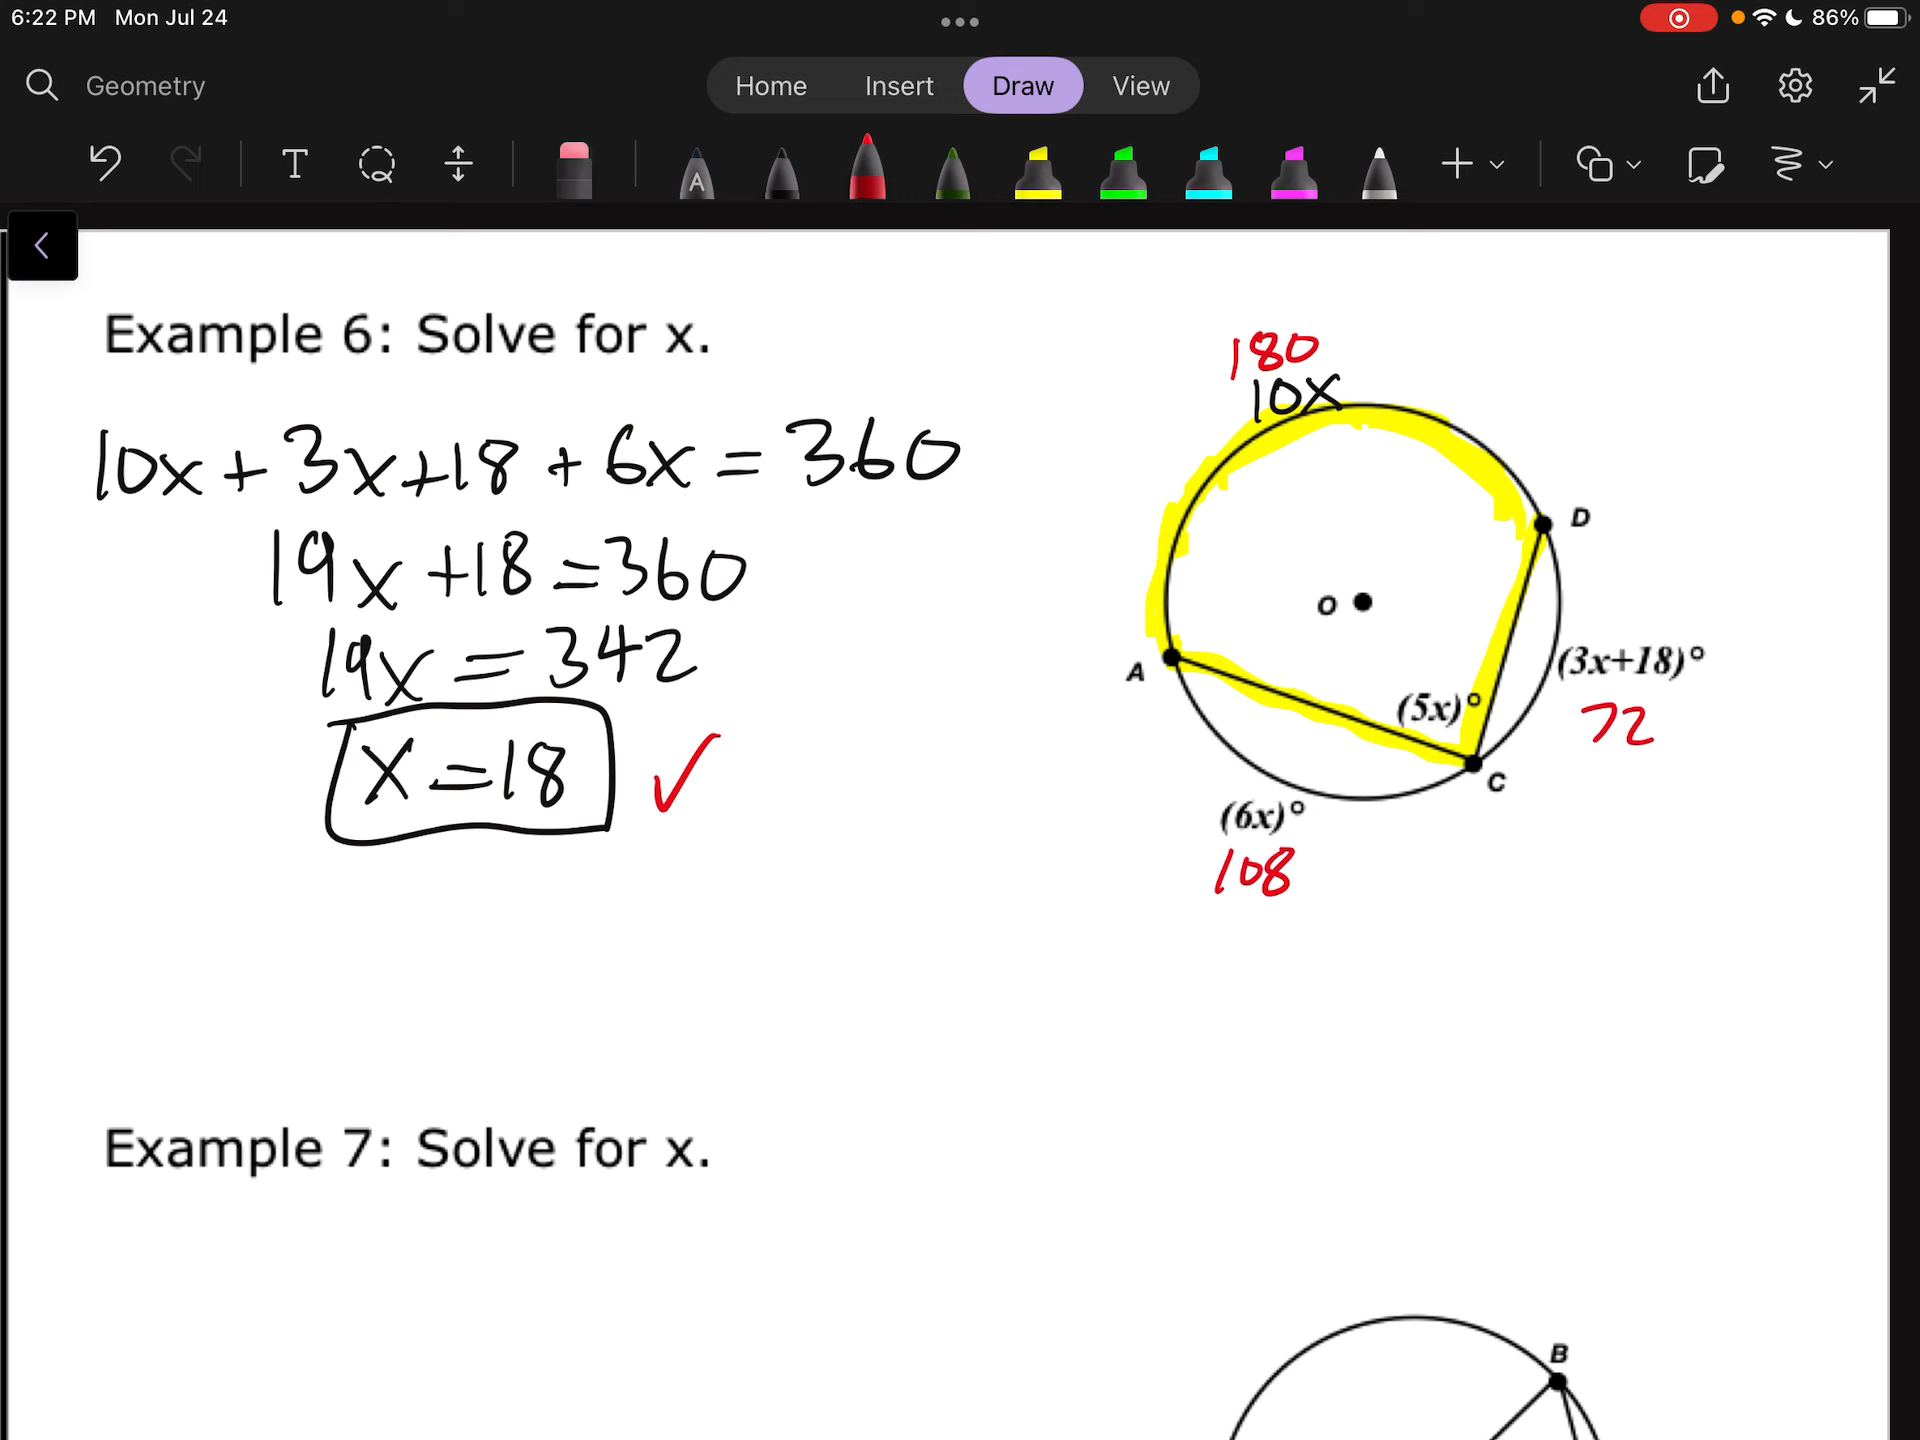 6:22 PM Mon Jul 24
86%
Geometry
Home Insert Draw View
T
A
Example 6: Solve for x.
10x + 3x+18 + 6x = 360
19x +18 = 360
19x = 342
x = 18 ✓
180
10x
D
O
A
(3x+18)°
(5x)°
72
C
(6x)°
108
Example 7: Solve for x.
B